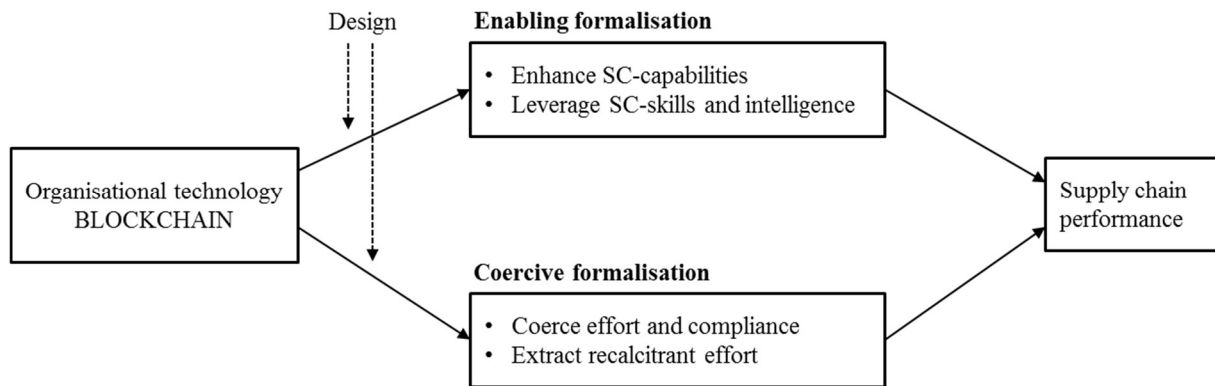 Design
Enabling formalisation
• Enhance SC-capabilities
• Leverage SC-skills and intelligence
Organisational technology
BLOCKCHAIN
Supply chain
performance
Coercive formalisation
• Coerce effort and compliance
• Extract recalcitrant effort